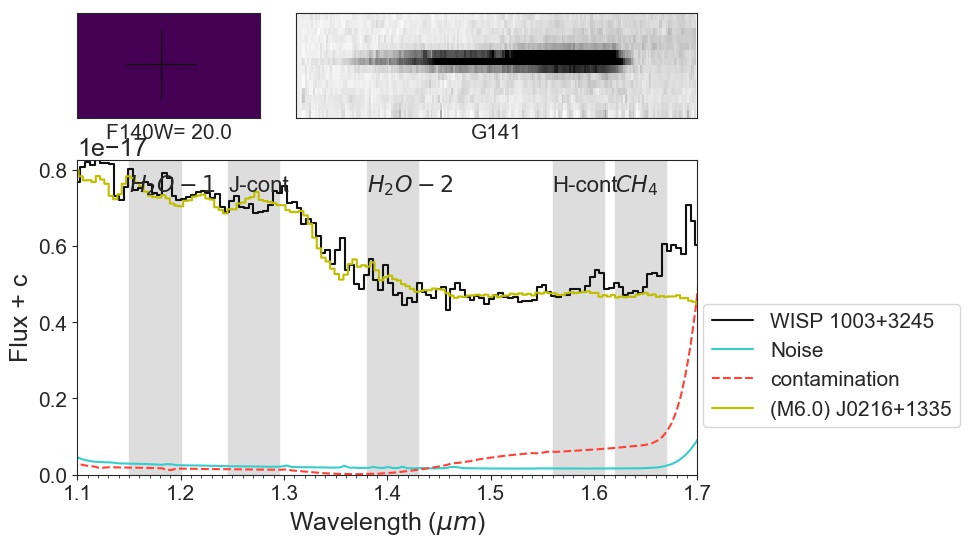 F140W= 20.0
G141
1e−17
H₂O − 1 J-cont H₂O − 2 H-cont CH₄
0.8
0.6
0.4
0.2
0.0
Flux + c
1.1 1.2 1.3 1.4 1.5 1.6 1.7
Wavelength (μm)
WISP 1003+3245
Noise
contamination
(M6.0) J0216+1335